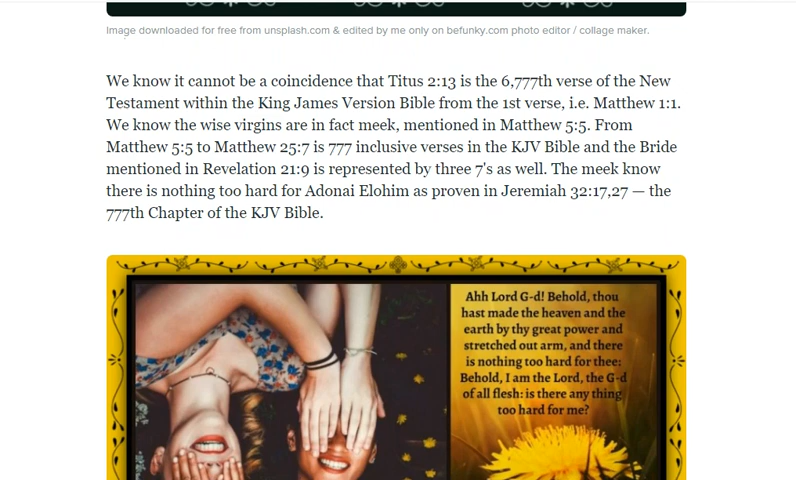 Image downloaded for free from unsplash.com & edited by me only on befunky.com photo editor / collage maker.
We know it cannot be a coincidence that Titus 2:13 is the 6,777th verse of the New
Testament within the King James Version Bible from the 1st verse, i.e. Matthew 1:1.
We know the wise virgins are in fact meek, mentioned in Matthew 5:5. From
Matthew 5:5 to Matthew 25:7 is 777 inclusive verses in the KJV Bible and the Bride
mentioned in Revelation 21:9 is represented by three 7's as well. The meek know
there is nothing too hard for Adonai Elohim as proven in Jeremiah 32:17,27 — the
777th Chapter of the KJV Bible.
Ahh Lord G-d! Behold, thou
hast made the heaven and the
earth by thy great power and
stretched out arm, and there
is nothing too hard for thee:
Behold, I am the Lord, the G-d
of all flesh: is there any thing
too hard for me?